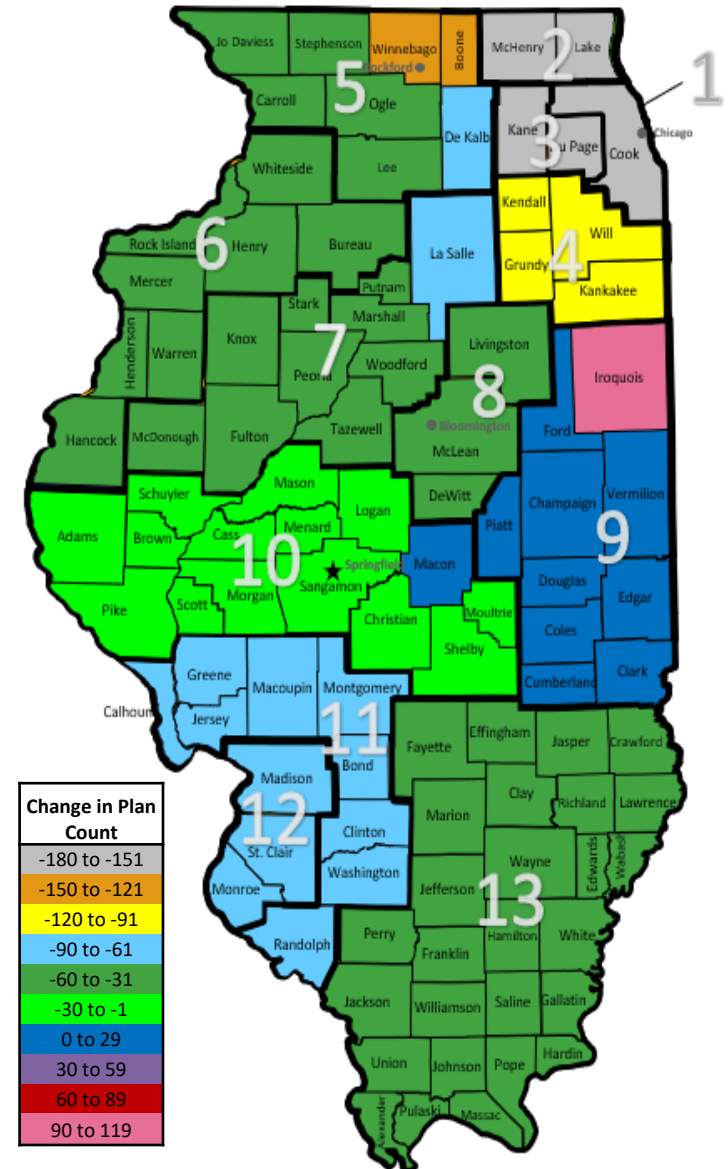 Jo Daviess
Stephenson
Winnebago
Boone
McHenry
Lake
2
1
Rockford
5
Carroll
Ogle
De Kalb
Kane
3
Du Page
Cook
Chicago
Whiteside
Lee
Kendall
Will
Rock Island
6
Henry
Bureau
La Salle
Grundy
4
Mercer
Putnam
Kankakee
Stark
Marshall
Henderson
Warren
Knox
7
Peoria
Woodford
Livingston
Iroquois
8
Hancock
McDonough
Fulton
Tazewell
Bloomington
McLean
Ford
Schuyler
Mason
Logan
DeWitt
Champaign
Vermilion
Adams
Brown
Cass
Menard
Piatt
9
10
Springfield
Macon
Sangamon
Pike
Scott
Morgan
Christian
Moultrie
Douglas
Edgar
Shelby
Coles
Greene
Macoupin
Montgomery
Cumberland
Clark
Calhoun
Jersey
11
Fayette
Effingham
Jasper
Crawford
Madison
Bond
Clay
12
Marion
Richland
Lawrence
Clinton
St. Clair
Wayne
Edwards
Wabash
Washington
Monroe
Jefferson
13
Randolph
Perry
Hamilton
White
Franklin
Jackson
Williamson
Saline
Gallatin
Union
Johnson
Pope
Hardin
Alexander
Pulaski
Massac
Change in Plan
Count
-180 to -151
-150 to -121
-120 to -91
-90 to -61
-60 to -31
-30 to -1
0 to 29
30 to 59
60 to 89
90 to 119